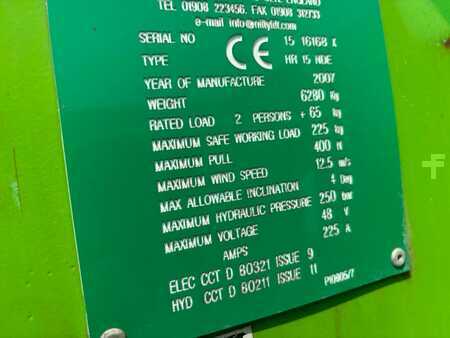 ENGLAND
TEL 01908 223456. FAX 01908 312733
e-mail info@niftylift.com
SERIAL NO CE 15 16168 K
TYPE HR 15 NDE
YEAR OF MANUFACTURE 2007
WEIGHT 6280 Kg
RATED LOAD 2 PERSONS + 65 kg
MAXIMUM SAFE WORKING LOAD 225 kg
MAXIMUM PULL 400 N
MAXIMUM WIND SPEED 12.5 m/s
MAX ALLOWABLE INCLINATION 4 Deg
MAXIMUM HYDRAULIC PRESSURE 250 bar
MAXIMUM VOLTAGE 48 V
AMPS 225 A
ELEC CCT D 80321 ISSUE 9
HYD CCT D 80211 ISSUE 11
P10905/7